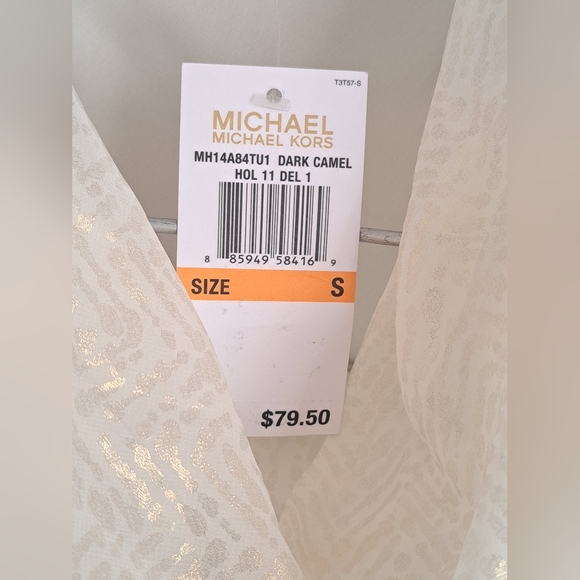 T3T57-S
MICHAEL
MICHAEL KORS
MH14A84TU1 DARK CAMEL
HOL 11 DEL 1
8 85949 58416 9
SIZE S
$79.50